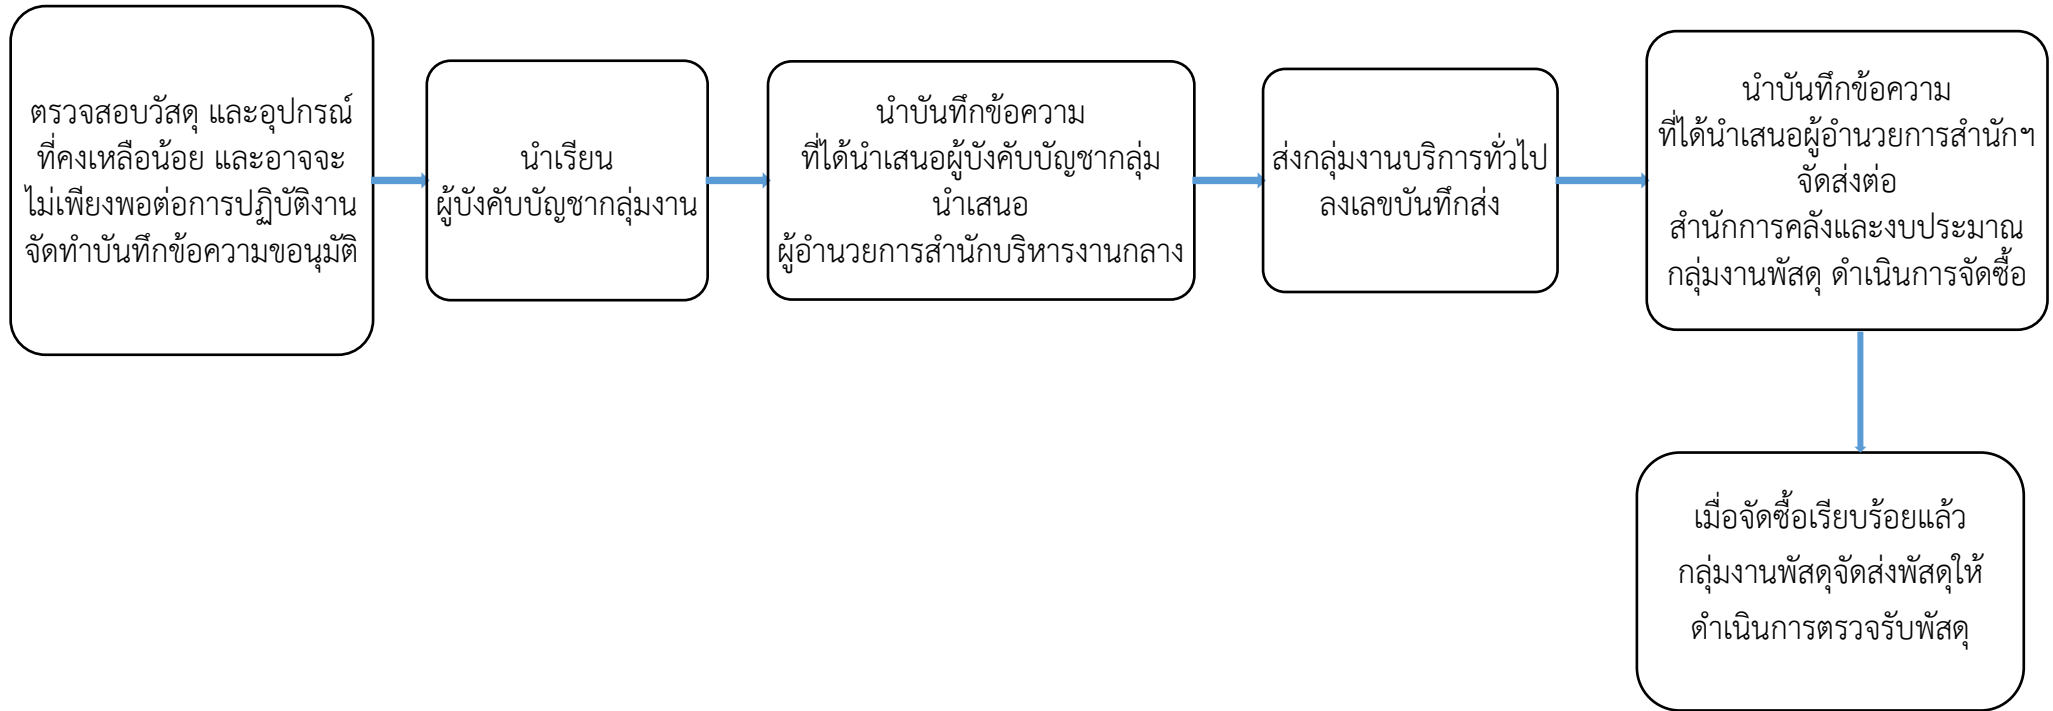 ตรวจสอบวัสดุ และอุปกรณ์
ที่คงเหลือน้อย และอาจจะ
ไม่เพียงพอต่อการปฏิบัติงาน
จัดทำบันทึกข้อความขอนุมัติ
นำเรียน
ผู้บังคับบัญชากลุ่มงาน
นำบันทึกข้อความ
ที่ได้นำเสนอผู้บังคับบัญชากลุ่ม
นำเสนอ
ผู้อำนวยการสำนักบริหารงานกลาง
ส่งกลุ่มงานบริการทั่วไป
ลงเลขบันทึกส่ง
นำบันทึกข้อความ
ที่ได้นำเสนอผู้อำนวยการสำนักฯ
จัดส่งต่อ
สำนักการคลังและงบประมาณ
กลุ่มงานพัสดุ ดำเนินการจัดซื้อ
เมื่อจัดซื้อเรียบร้อยแล้ว
กลุ่มงานพัสดุจัดส่งพัสดุให้
ดำเนินการตรวจรับพัสดุ